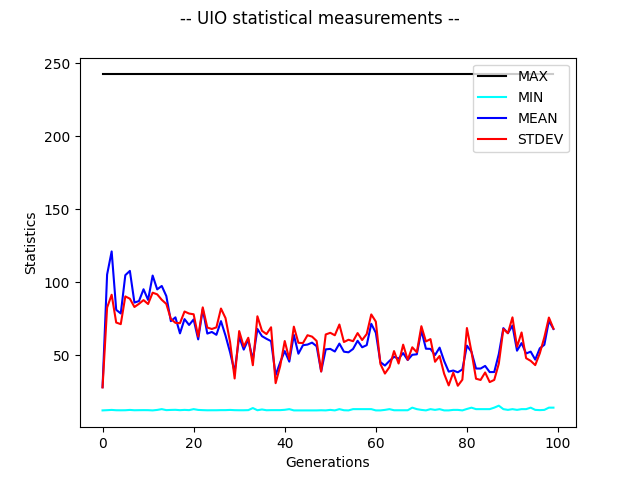 -- UIO statistical measurements --
250
200
150
100
50
Statistics
MAX
MIN
MEAN
STDEV
0 20 40 60 80 100
Generations